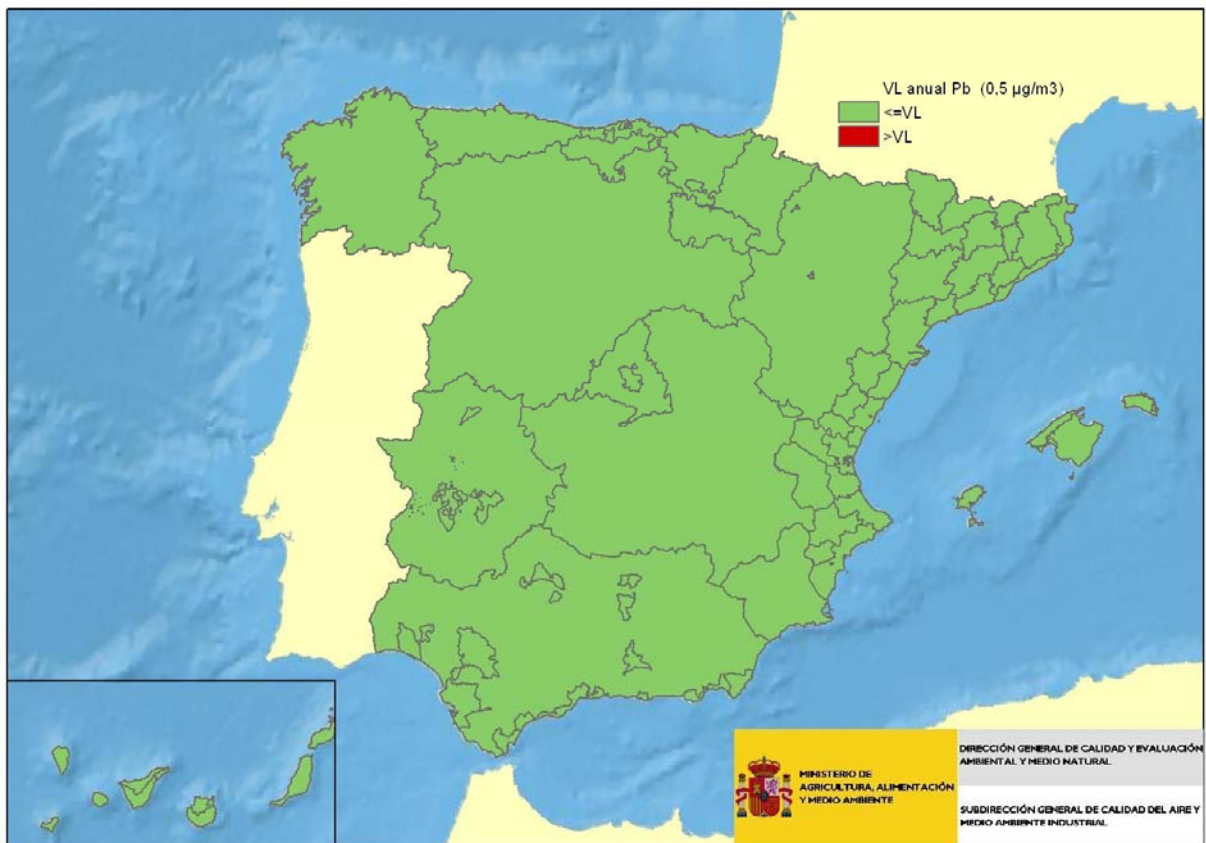 VL anual Pb (0,5 µg/m3)
<=VL
>VL
MINISTERIO DE
AGRICULTURA, ALIMENTACIÓN
Y MEDIO AMBIENTE
DIRECCIÓN GENERAL DE CALIDAD Y EVALUACIÓN
AMBIENTAL Y MEDIO NATURAL
SUBDIRECCIÓN GENERAL DE CALIDAD DEL AIRE Y
MEDIO AMBIENTE INDUSTRIAL